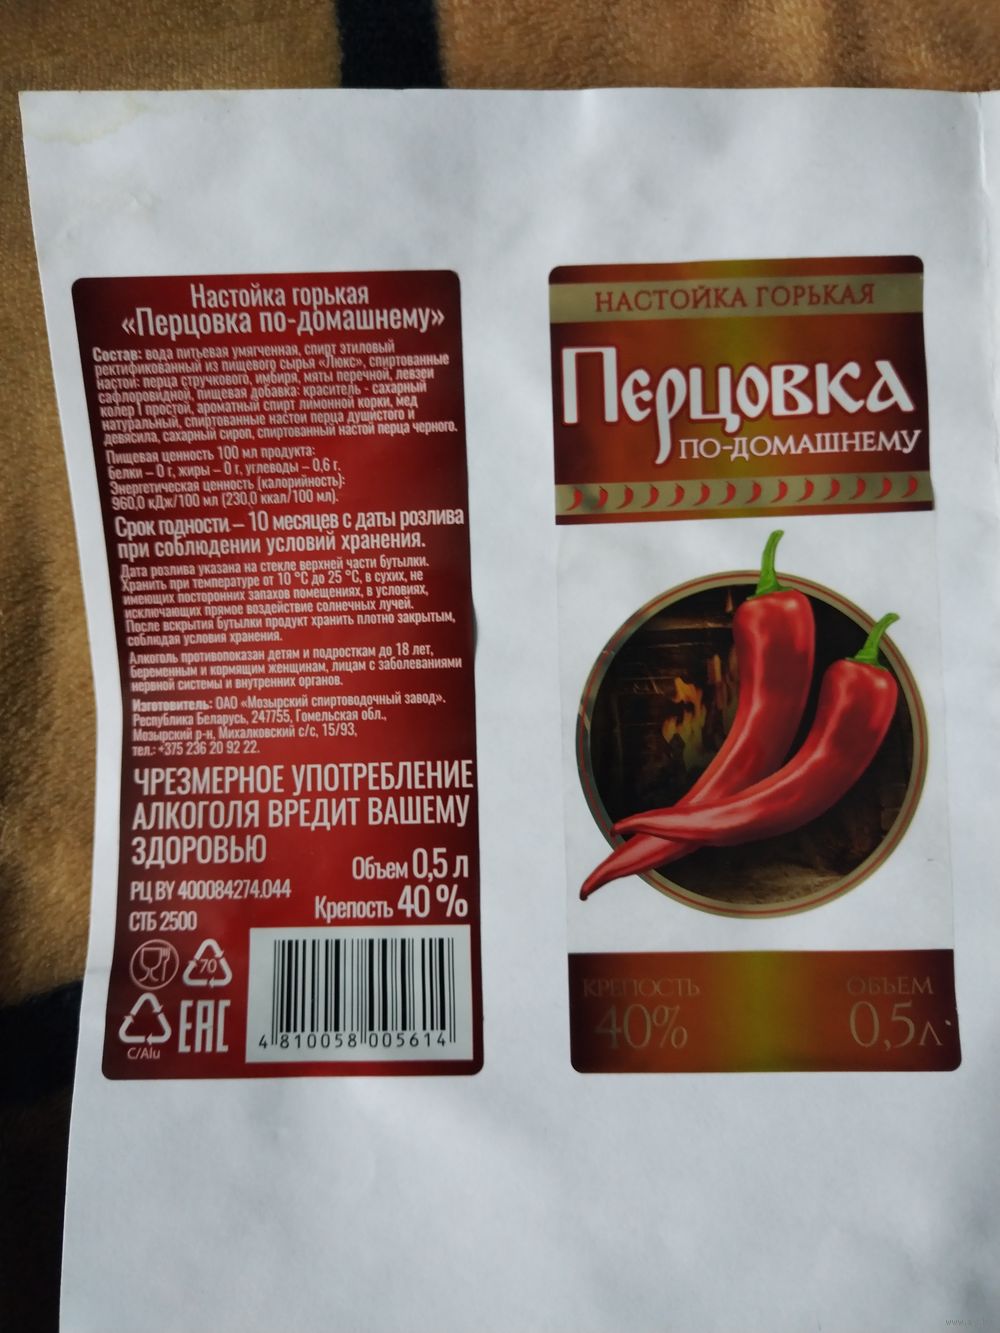 Настойка горькая
«Перцовка по-домашнему»
Состав: вода питьевая умягченная, спирт этиловый
ректификованный из пищевого сырья «Люкс», спиртованные
настои: перца стручкового, имбиря, мяты перечной, левзеи
сафлоровидной, пищевая добавка: краситель - сахарный
колер I простой, ароматный спирт лимонной корки, мед
натуральный, спиртованные настои перца душистого и
девясила, сахарный сироп, спиртованный настой перца черного.
Пищевая ценность 100 мл продукта:
белки – 0 г, жиры – 0 г, углеводы – 0,6 г.
Энергетическая ценность (калорийность):
960,0 кДж/100 мл (230,0 ккал/100 мл).
Срок годности – 10 месяцев с даты розлива
при соблюдении условий хранения.
Дата розлива указана на стекле верхней части бутылки.
Хранить при температуре от 10 °С до 25 °С, в сухих, не
имеющих посторонних запахов помещениях, в условиях,
исключающих прямое воздействие солнечных лучей.
После вскрытия бутылки продукт хранить плотно закрытым,
соблюдая условия хранения.
Алкоголь противопоказан детям и подросткам до 18 лет,
беременным и кормящим женщинам, лицам с заболеваниями
нервной системы и внутренних органов.
Изготовитель: ОАО «Мозырский спиртоводочный завод».
Республика Беларусь, 247755, Гомельская обл.,
Мозырский р-н, Михалковский с/с, 15/93,
тел.: +375 236 20 92 22.
ЧРЕЗМЕРНОЕ УПОТРЕБЛЕНИЕ
АЛКОГОЛЯ ВРЕДИТ ВАШЕМУ
ЗДОРОВЬЮ
Объем 0,5 л
РЦ BY 400084274.044
Крепость 40 %
СТБ 2500
70
C/Alu
EAC
4 810058 005614
НАСТОЙКА ГОРЬКАЯ
Перцовка
ПО-ДОМАШНЕМУ
КРЕПОСТЬ
40%
ОБЪЕМ
0,5л